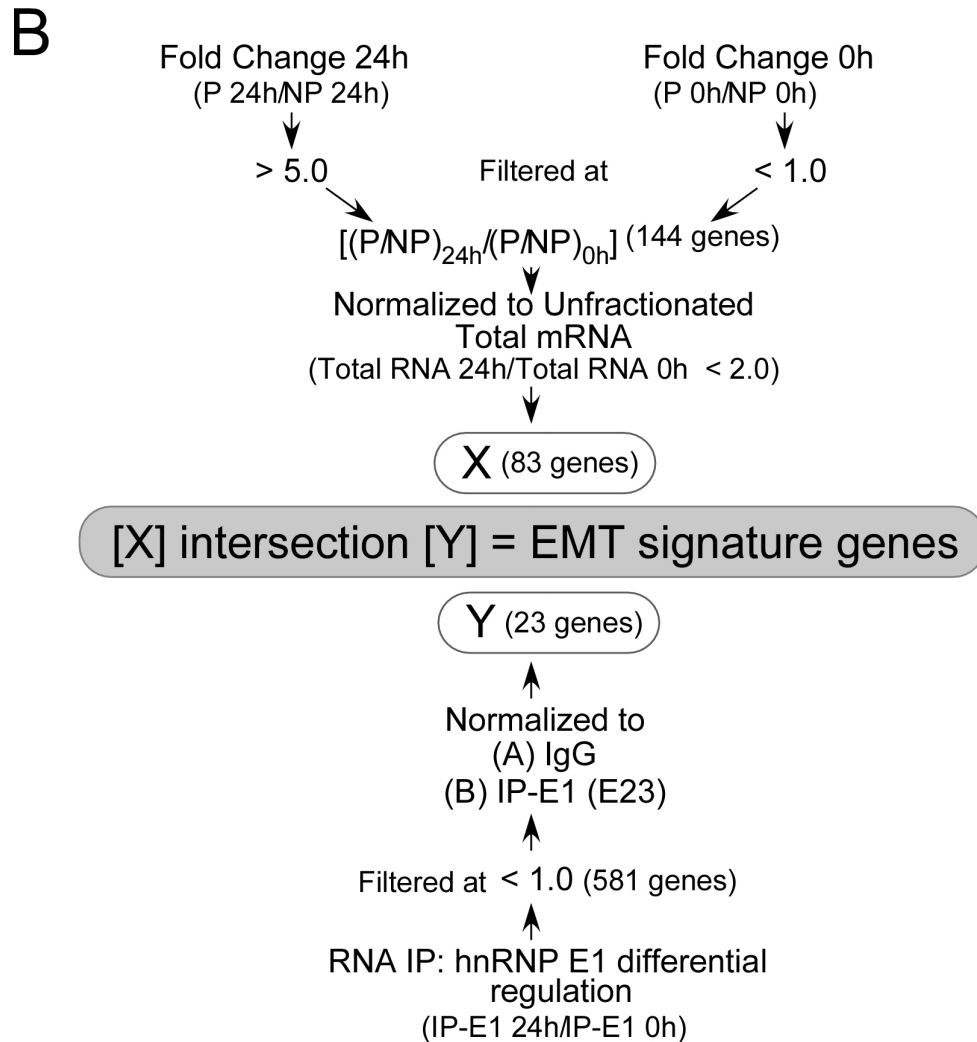 B
Fold Change 24h
(P 24h/NP 24h)
Fold Change 0h
(P 0h/NP 0h)
> 5.0
Filtered at
< 1.0
[(P/NP)24h/(P/NP)0h] (144 genes)
Normalized to Unfractionated
Total mRNA
(Total RNA 24h/Total RNA 0h < 2.0)
X (83 genes)
[X] intersection [Y] = EMT signature genes
Y (23 genes)
Normalized to
(A) IgG
(B) IP-E1 (E23)
Filtered at < 1.0 (581 genes)
RNA IP: hnRNP E1 differential
regulation
(IP-E1 24h/IP-E1 0h)